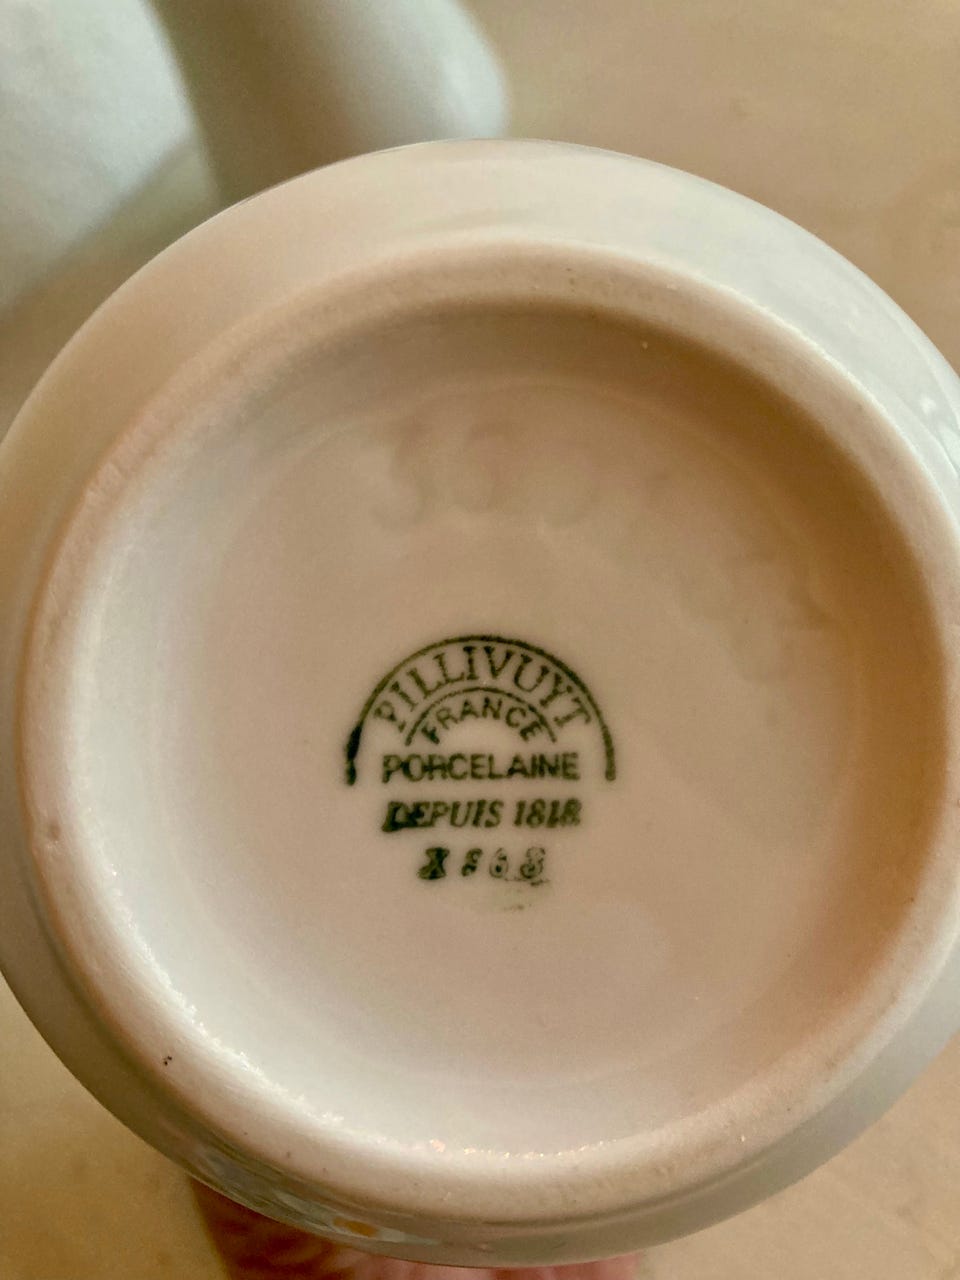 PILLIVUYT
FRANCE
PORCELAINE
DEPUIS 1818